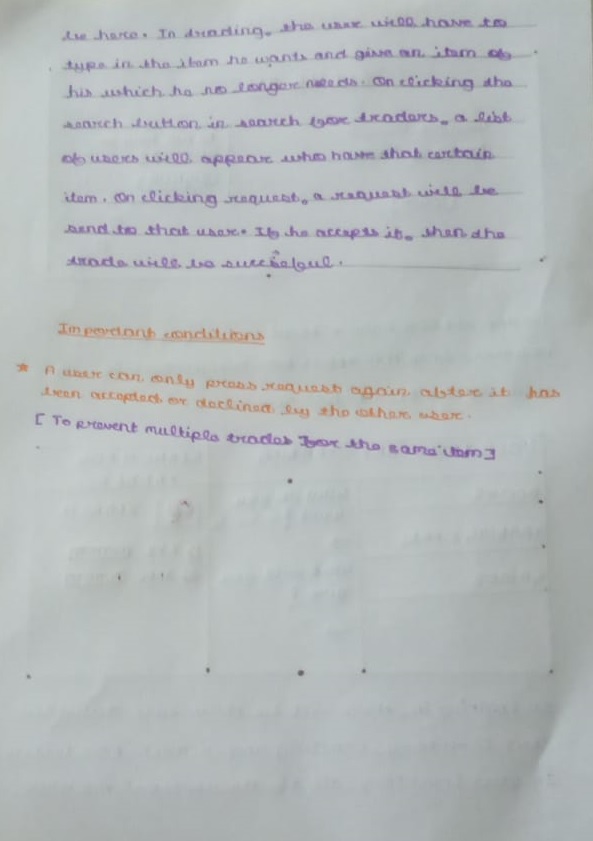 be here. In trading, the user will have to
type in the item he wants and give an item of
his which he no longer needs. On clicking the
search button in search for traders, a list
of users will appear who have that certain
item. On clicking request, a request will be
send to that user. If he accepts it, then the
trade will be succesful.
Important conditions
* A user can only press request again after it has
been accepted or declined by the other user.
[ To prevent multiple trades for the same item ]